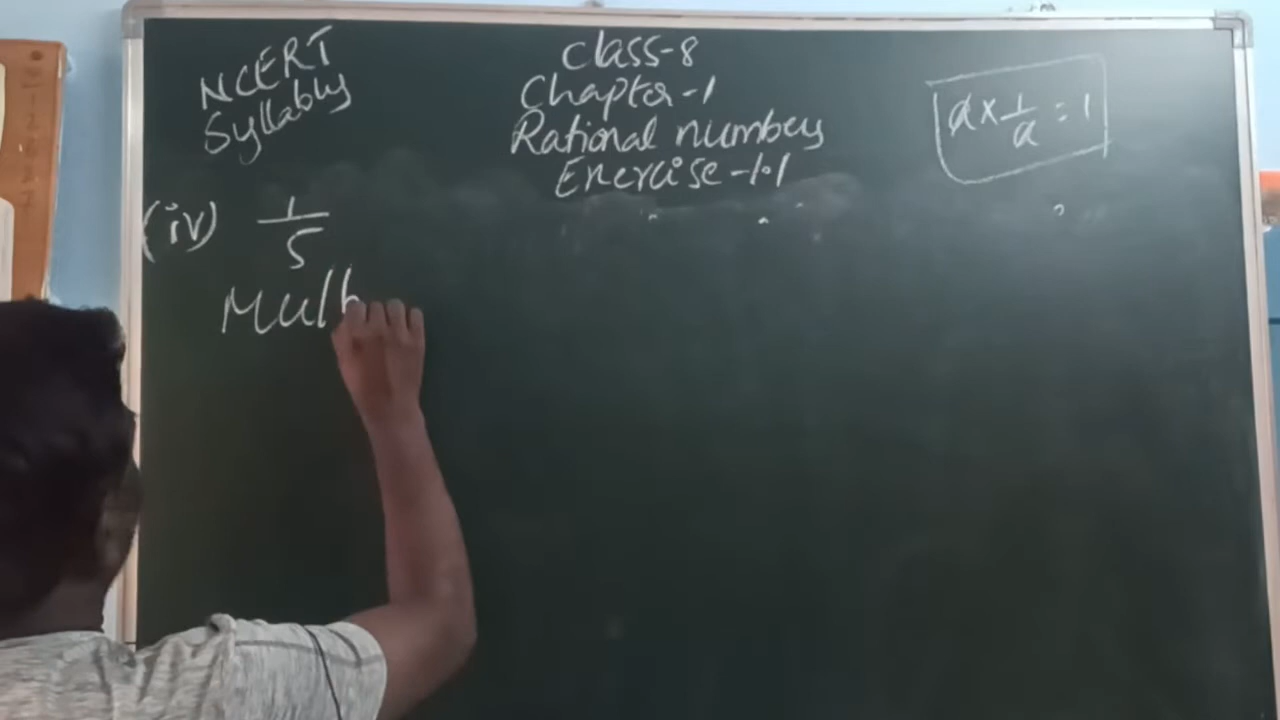 NCERT
Syllabus
Class-8
Chapter-1
Rational numbers
Exercise-1.1
a × 1/a = 1
(iv) 1/5
Mult